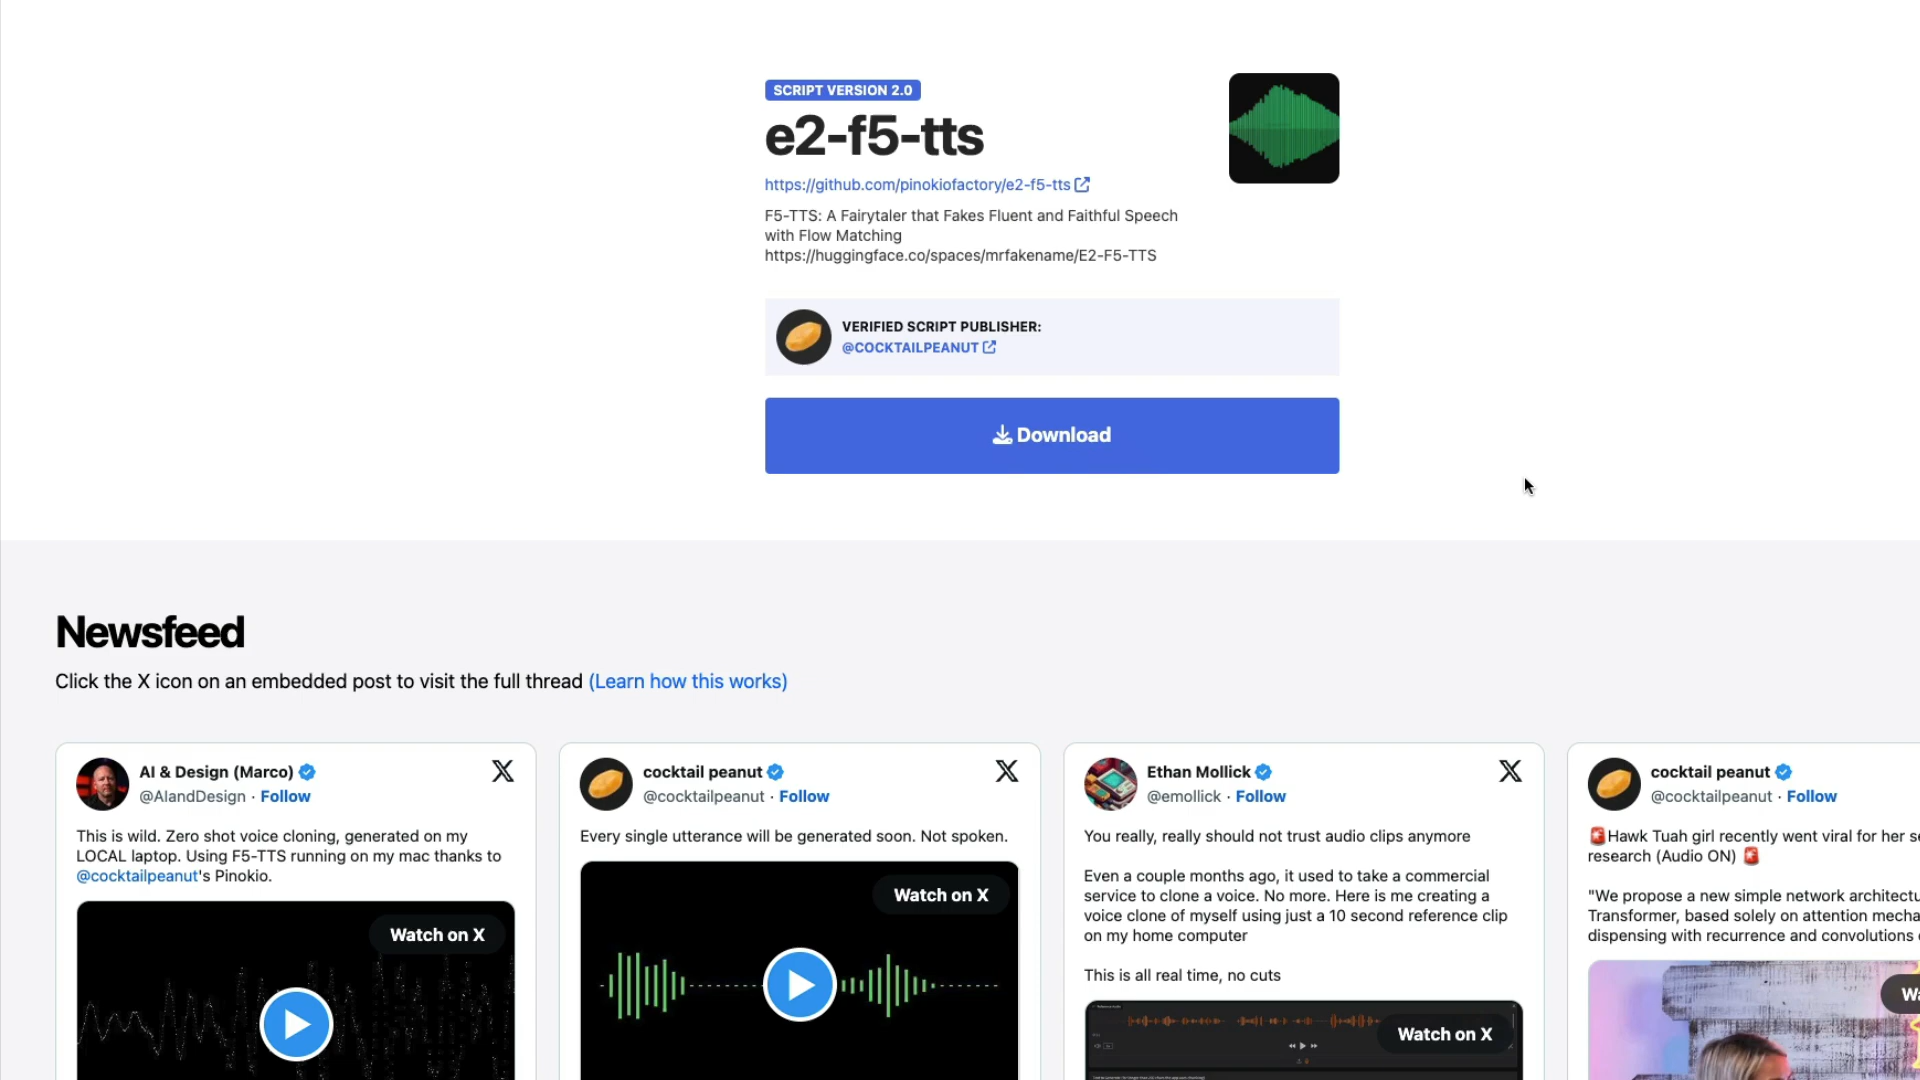 SCRIPT VERSION 2.0
e2-f5-tts
https://github.com/pinokiofactory/e2-f5-tts
F5-TTS: A Fairytaler that Fakes Fluent and Faithful Speech
with Flow Matching
https://huggingface.co/spaces/mrfakename/E2-F5-TTS
VERIFIED SCRIPT PUBLISHER:
@COCKTAILPEANUT
Download
Newsfeed
Click the X icon on an embedded post to visit the full thread (Learn how this works)
AI & Design (Marco)
@AIandDesign · Follow
This is wild. Zero shot voice cloning, generated on my
LOCAL laptop. Using F5-TTS running on my mac thanks to
@cocktailpeanut's Pinokio.
Watch on X
cocktail peanut
@cocktailpeanut · Follow
Every single utterance will be generated soon. Not spoken.
Watch on X
Ethan Mollick
@emollick · Follow
You really, really should not trust audio clips anymore
Even a couple months ago, it used to take a commercial
service to clone a voice. No more. Here is me creating a
voice clone of myself using just a 10 second reference clip
on my home computer
This is all real time, no cuts
Watch on X
cocktail peanut
@cocktailpeanut · Follow
🚨Hawk Tuah girl recently went viral for her se
research (Audio ON) 🚨
"We propose a new simple network architectu
Transformer, based solely on attention mecha
dispensing with recurrence and convolutions
Wa